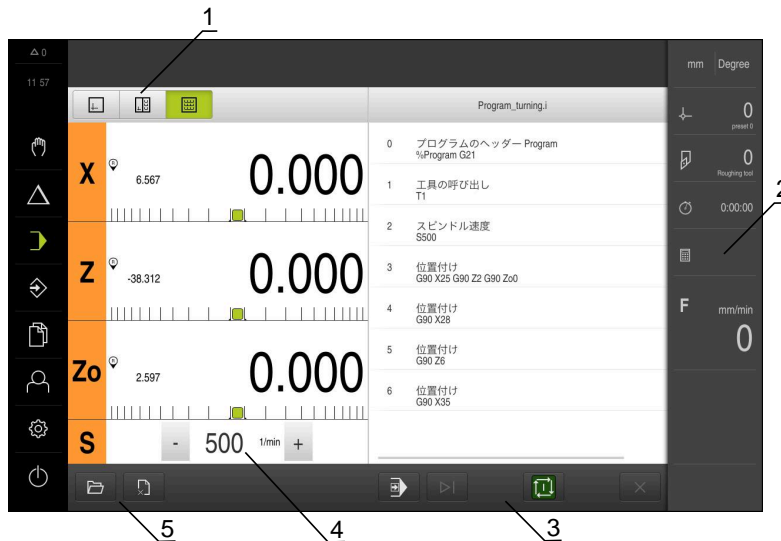 1
0
11 57
mm Degree
Program_turning.i
0
preset 0
0
Roughing tool
0:00:00
2
F mm/min
0
X R 6.567 0.000
Z R -38.312 0.000
Zo R 2.597 0.000
S - 500 1/min +
0 プログラムのヘッダー Program
%Program G21
1 工具の呼び出し
T1
2 スピンドル速度
S500
3 位置付け
G90 X25 G90 Z2 G90 Zo0
4 位置付け
G90 X28
5 位置付け
G90 Z6
6 位置付け
G90 X35
5
4
3